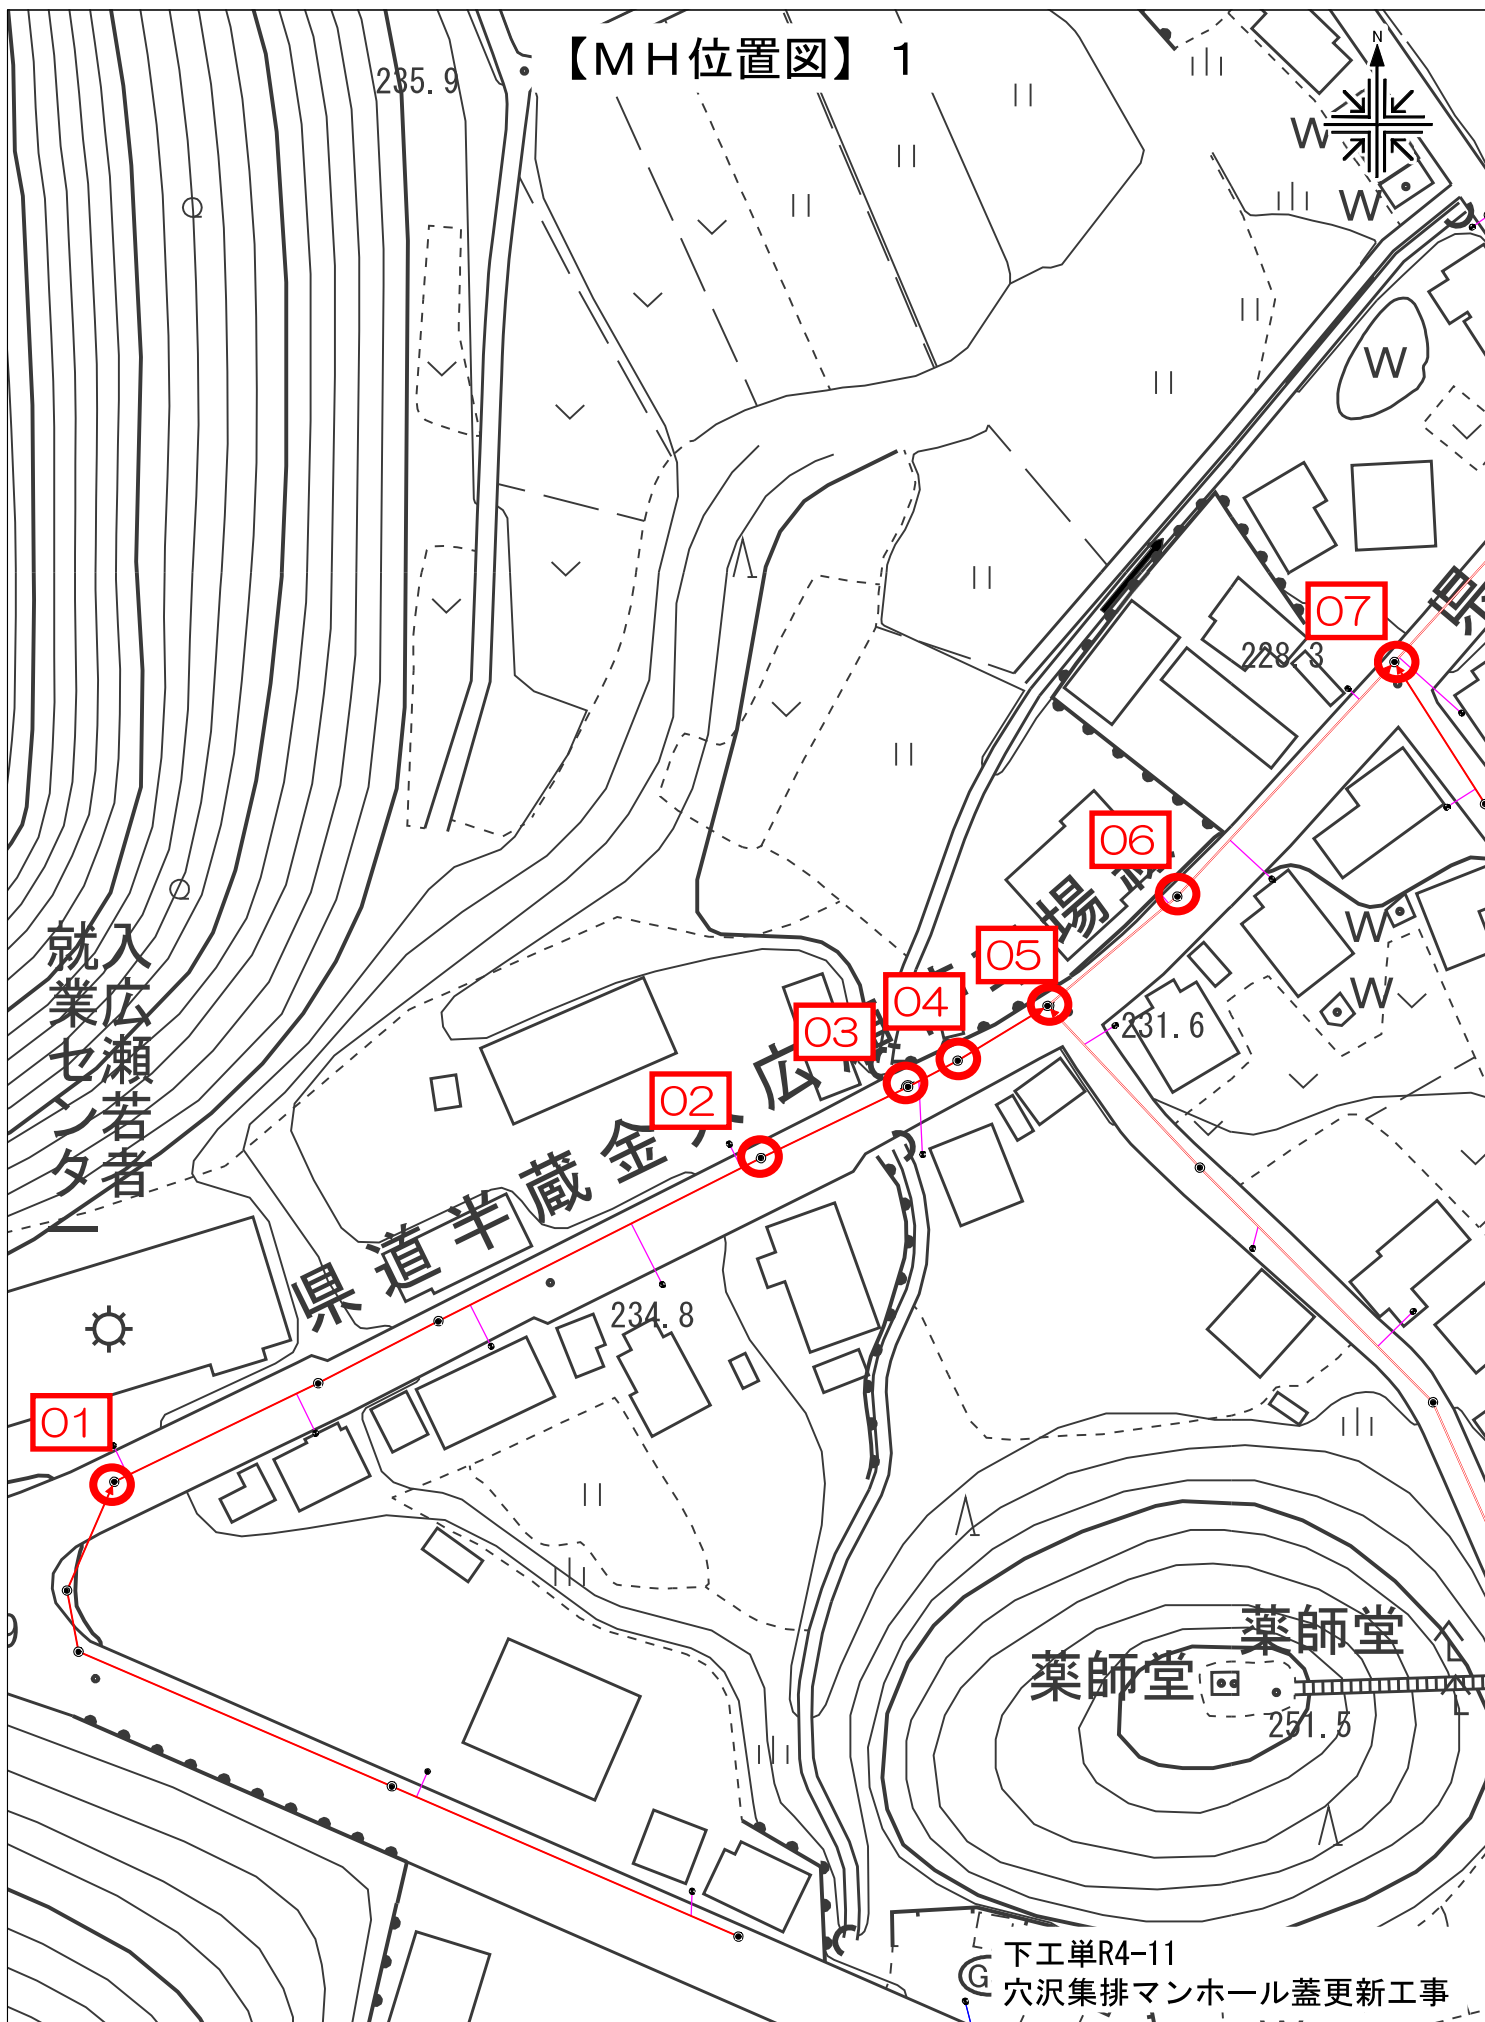 【MH位置図】 1
N
235.9
W
W
W
県
07
228.3
06
場
05
04
231.6
03
W
W
入広瀬若者
就業センター
02
県道半蔵金
広
234.8
01
薬師堂
薬師堂
251.5
9
G
下工単R4-11
穴沢集排マンホール蓋更新工事